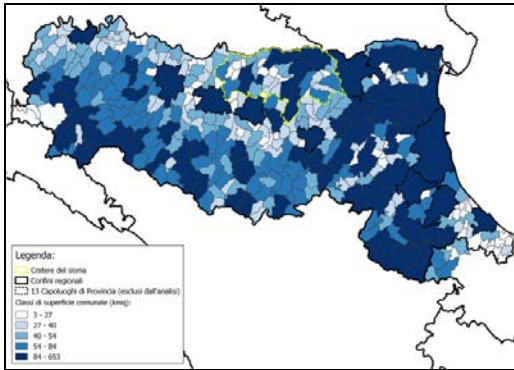 Legenda:
Cratere del sisma
Confini regionali
13 Capoluoghi di Provincia (esclusi dall'analisi)
Classi di superficie comunale (kmq):
3 - 27
27 - 40
40 - 54
54 - 84
84 - 653